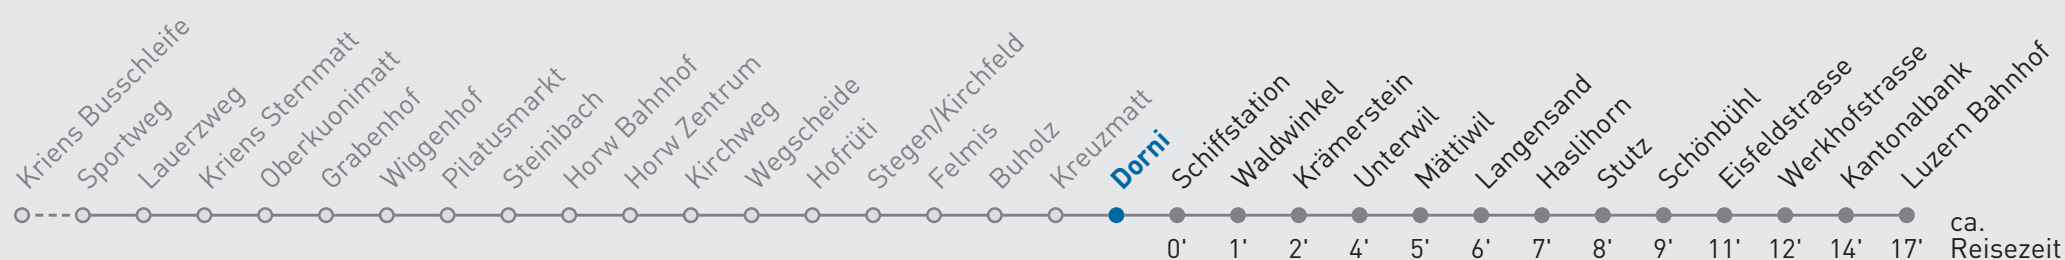 Kriens Busschleife
Sportweg
Lauerzweg
Kriens Sternmatt
Oberkuonimatt
Grabenhof
Wiggenhof
Pilatusmarkt
Steinibach
Horw Bahnhof
Horw Zentrum
Kirchweg
Wegscheide
Hofrüti
Stegen/Kirchfeld
Felmis
Buholz
Kreuzmatt
Dorni
Schiffstation
Waldwinkel
Krämerstein
Unterwil
Mättiwil
Langensand
Haslihorn
Stutz
Schönbühl
Eisfeldstrasse
Werkhofstrasse
Kantonalbank
Luzern Bahnhof
0' 1' 2' 4' 5' 6' 7' 8' 9' 11' 12' 14' 17'
ca.
Reisezeit